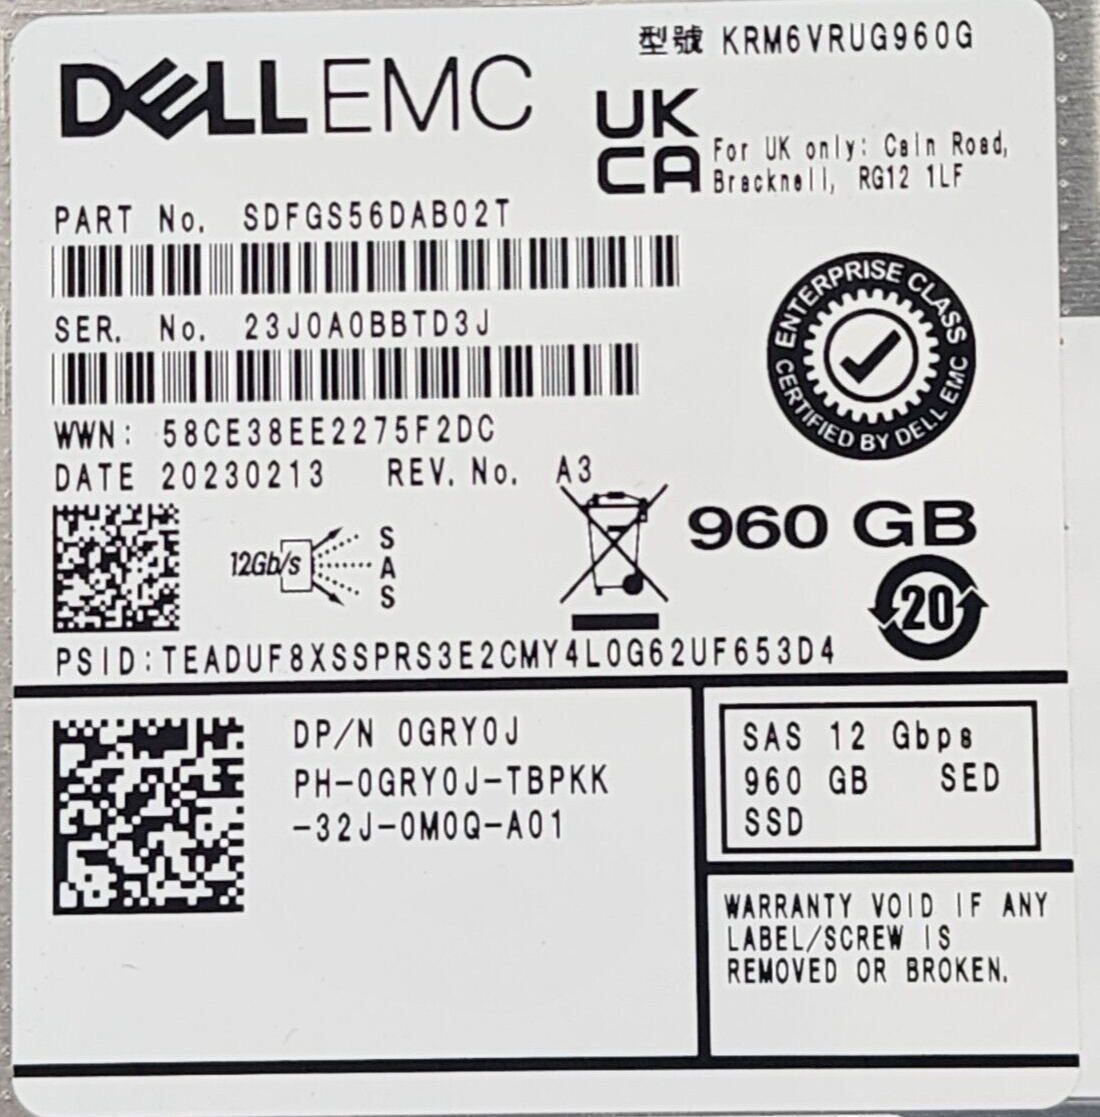 型號 KRM6VRUG960G
DELLEMC
UK
CA
For UK only: Cain Road,
Bracknell, RG12 1LF
PART No. SDFGS56DAB02T
SER. No. 23J0A0BBTD3J
WWN: 58CE38EE2275F2DC
DATE 20230213 REV. No. A3
ENTERPRISE CLASS
CERTIFIED BY DELL EMC
12Gb/s
SAS
960 GB
20
PSID:TEADUF8XSSPRS3E2CMY4L0G62UF653D4
DP/N 0GRY0J
PH-0GRY0J-TBPKK
-32J-0M0Q-A01
SAS 12 Gbps
960 GB SED
SSD
WARRANTY VOID IF ANY
LABEL/SCREW IS
REMOVED OR BROKEN.